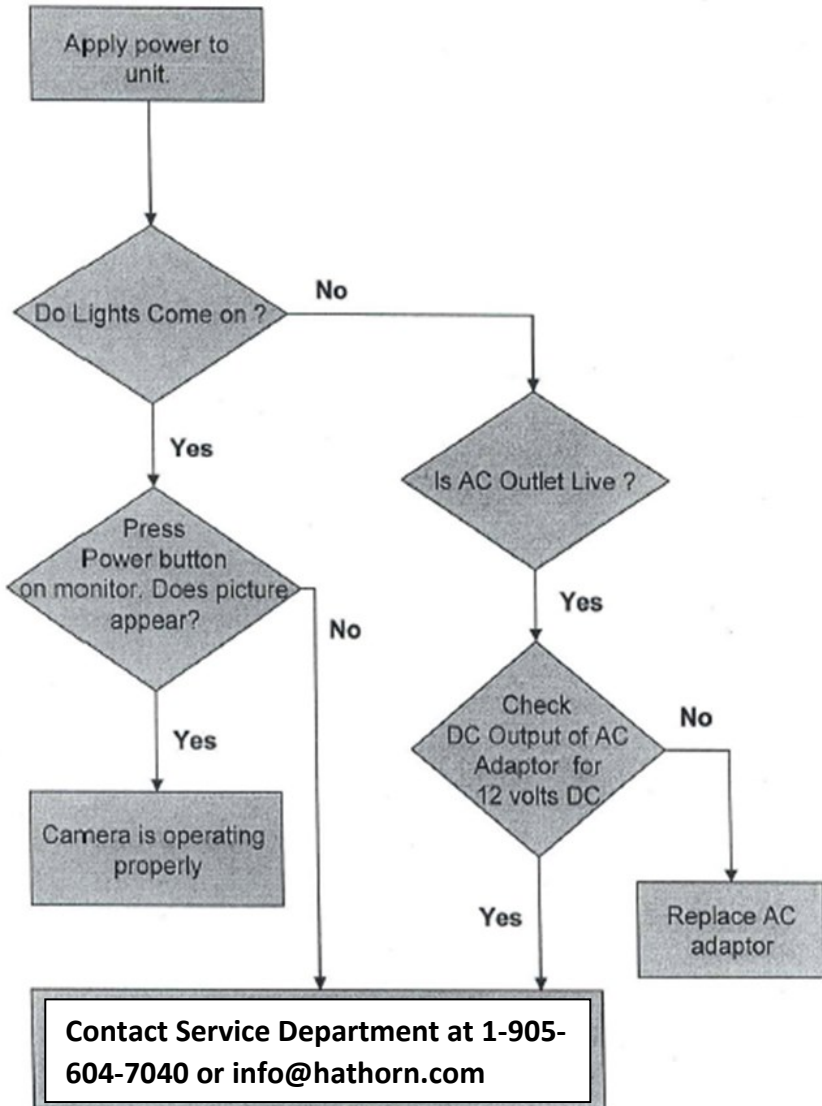 Apply power to
unit.
Do Lights Come on ?
No
Yes
Is AC Outlet Live ?
Press
Power button
on monitor. Does picture
appear?
No
Yes
Yes
Check
DC Output of AC
Adaptor for
12 volts DC
No
Camera is operating
properly
Yes
Replace AC
adaptor
Contact Service Department at 1-905-
604-7040 or info@hathorn.com